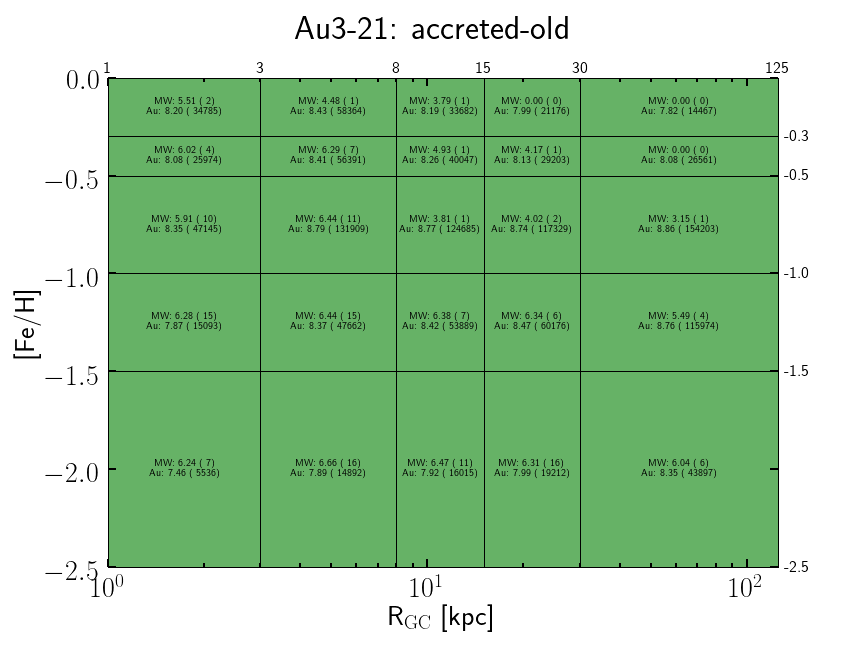 Au3-21: accreted-old
1 3 8 15 30 125
0.0
MW: 5.51 ( 2) MW: 4.48 ( 1) MW: 3.79 ( 1) MW: 0.00 ( 0) MW: 0.00 ( 0)
Au: 8.20 ( 34785) Au: 8.43 ( 58364) Au: 8.19 ( 33682) Au: 7.99 ( 21176) Au: 7.82 ( 14467)
-0.3
MW: 6.02 ( 4) MW: 6.29 ( 7) MW: 4.93 ( 1) MW: 4.17 ( 1) MW: 0.00 ( 0)
Au: 8.08 ( 25974) Au: 8.41 ( 56391) Au: 8.26 ( 40047) Au: 8.13 ( 29203) Au: 8.08 ( 26561)
−0.5 -0.5
MW: 5.91 ( 10) MW: 6.44 ( 11) MW: 3.81 ( 1) MW: 4.02 ( 2) MW: 3.15 ( 1)
Au: 8.35 ( 47145) Au: 8.79 ( 131909) Au: 8.77 ( 124685) Au: 8.74 ( 117329) Au: 8.86 ( 154203)
−1.0 -1.0
MW: 6.28 ( 15) MW: 6.44 ( 15) MW: 6.38 ( 7) MW: 6.34 ( 6) MW: 5.49 ( 4)
Au: 7.87 ( 15093) Au: 8.37 ( 47662) Au: 8.42 ( 53889) Au: 8.47 ( 60176) Au: 8.76 ( 115974)
[Fe/H]
−1.5 -1.5
MW: 6.24 ( 7) MW: 6.66 ( 16) MW: 6.47 ( 11) MW: 6.31 ( 16) MW: 6.04 ( 6)
Au: 7.46 ( 5536) Au: 7.89 ( 14892) Au: 7.92 ( 16015) Au: 7.99 ( 19212) Au: 8.35 ( 43897)
−2.0
−2.5 -2.5
10⁰ 10¹ 10²
R_GC [kpc]